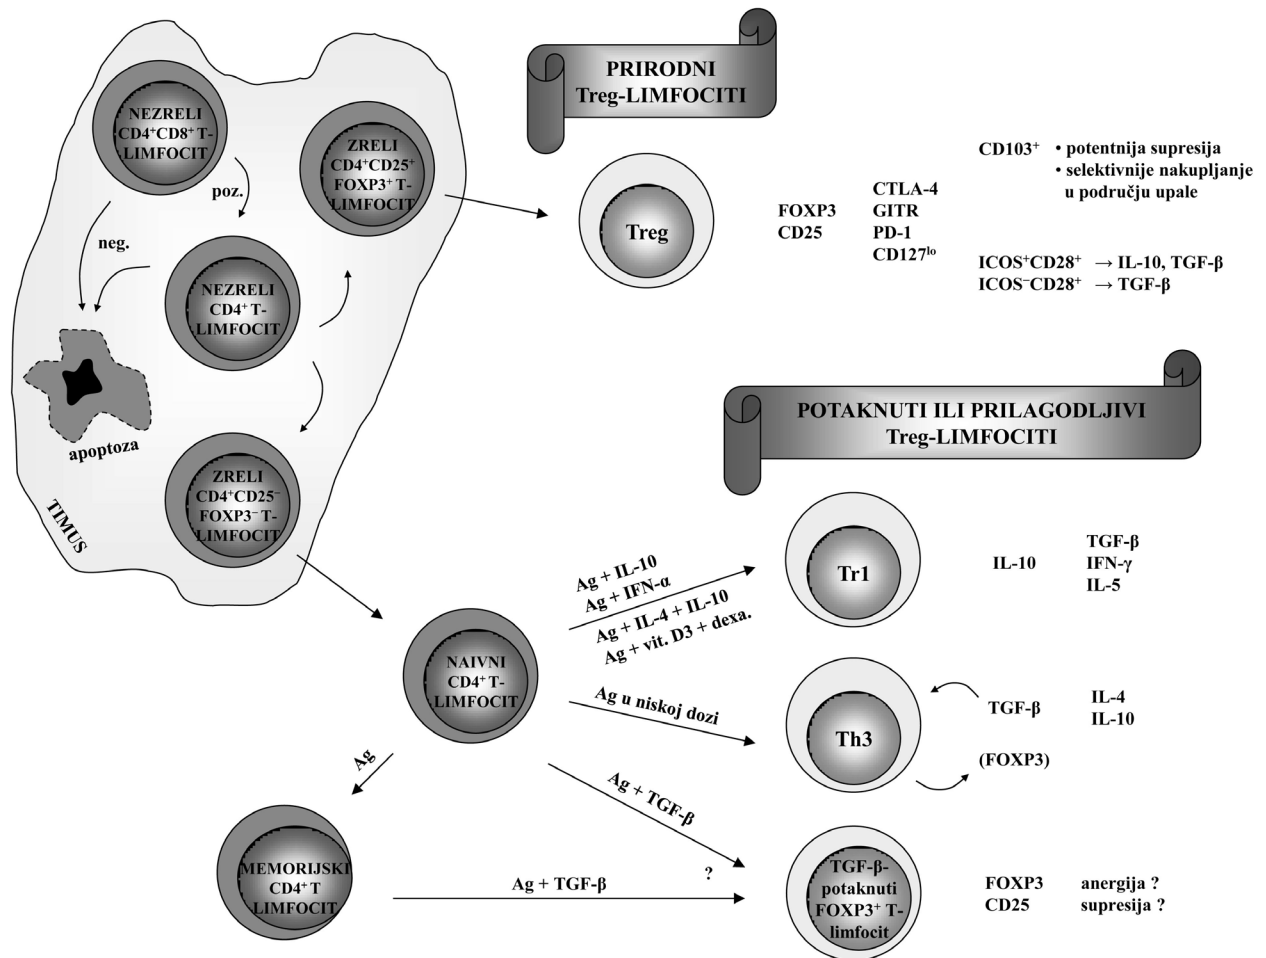 NEZRELI
CD4⁺CD8⁺ T-
LIMFOCIT
poz.
neg.
ZRELI
CD4⁺CD25⁺
FOXP3⁺ T-
LIMFOCIT
NEZRELI
CD4⁺ T-
LIMFOCIT
apoptoza
ZRELI
CD4⁺CD25⁻
FOXP3⁻ T-
LIMFOCIT
TIMUS
PRIRODNI
Treg-LIMFOCITI
Treg
FOXP3
CD25
CTLA-4
GITR
PD-1
CD127ˡᵒ
CD103⁺ • potentnija supresija
• selektivnije nakupljanje
u području upale
ICOS⁺CD28⁺ → IL-10, TGF-β
ICOS⁻CD28⁺ → TGF-β
POTAKNUTI ILI PRILAGODLJIVI
Treg-LIMFOCITI
NAIVNI
CD4⁺ T-
LIMFOCIT
Ag + IL-10
Ag + IFN-α
Ag + IL-4 + IL-10
Ag + vit. D3 + dexa.
Tr1
IL-10
TGF-β
IFN-γ
IL-5
Ag u niskoj dozi
Th3
TGF-β
IL-4
IL-10
(FOXP3)
Ag
Ag + TGF-β
MEMORIJSKI
CD4⁺ T
LIMFOCIT
Ag + TGF-β
?
TGF-β-
potaknuti
FOXP3⁺ T-
limfocit
FOXP3
CD25
anergija ?
supresija ?